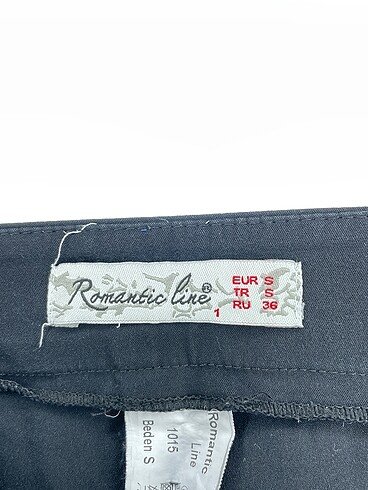 Romantic line®
1
EUR S
TR S
RU 36
Romantic
Line
1015
Beden S